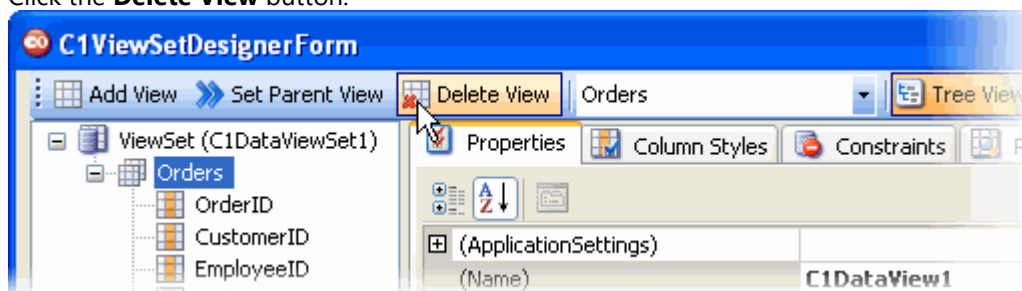 Click the Delete View button.
C1ViewSetDesignerForm
Add View Set Parent View Delete View Orders Tree View
ViewSet (C1DataViewSet1) Properties Column Styles Constraints
Orders
OrderID
CustomerID (ApplicationSettings)
EmployeeID (Name) C1DataView1